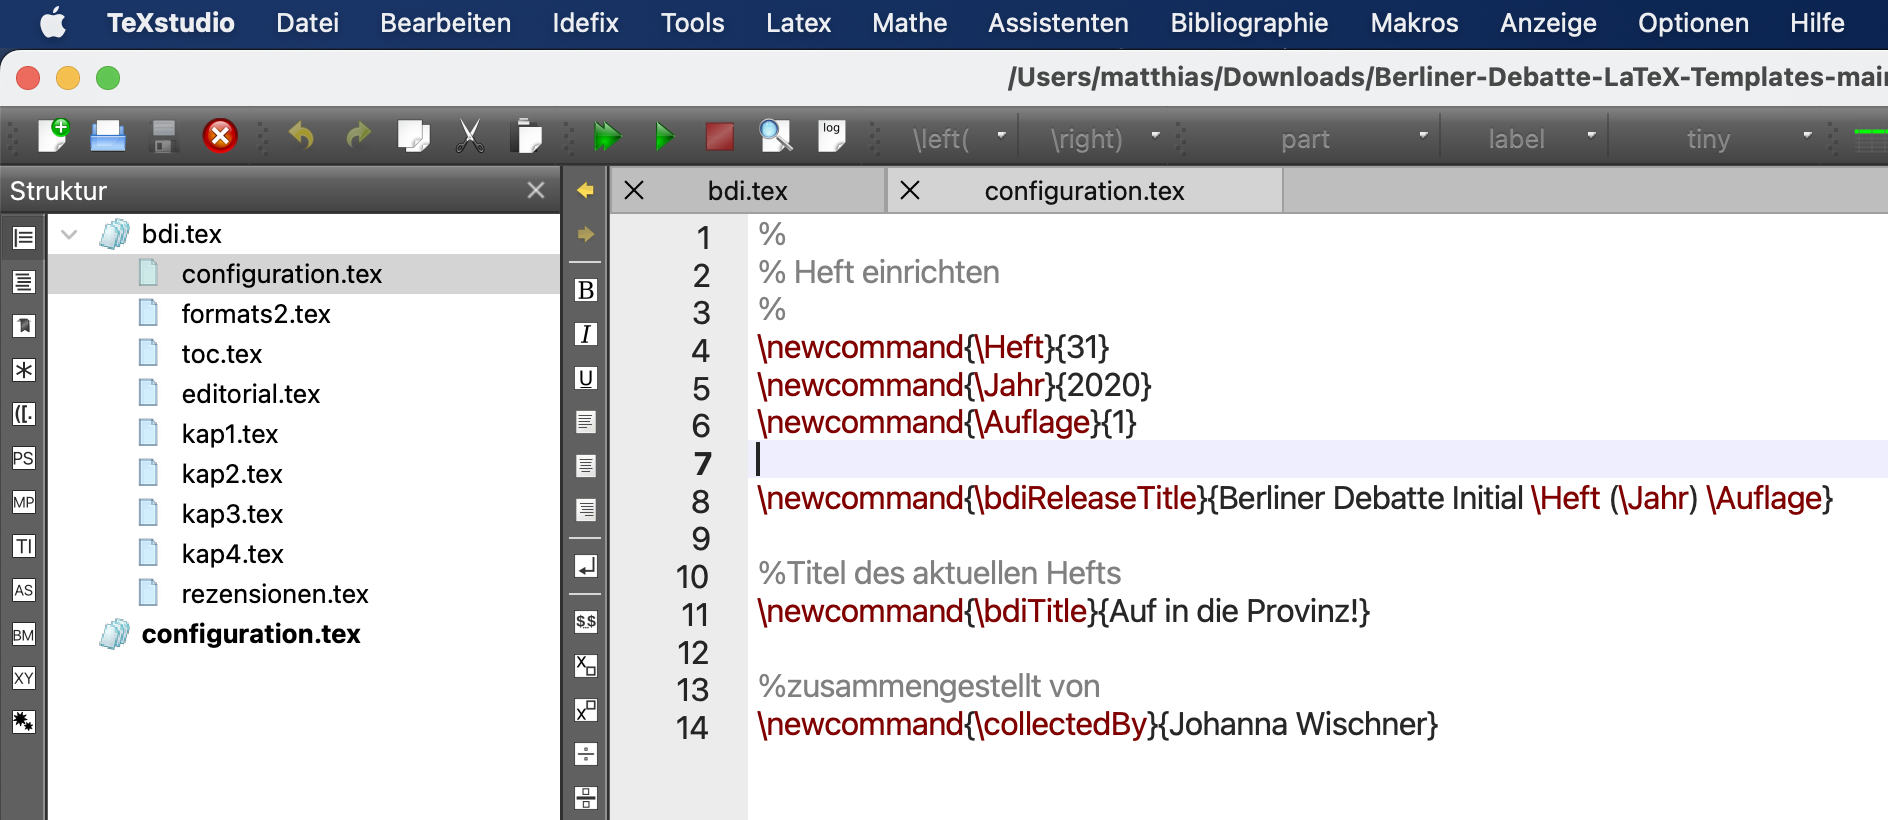 TeXstudio Datei Bearbeiten Idefix Tools Latex Mathe Assistenten Bibliographie Makros Anzeige Optionen Hilfe
/Users/matthias/Downloads/Berliner-Debatte-LaTeX-Templates-main
log \left( \right) part label tiny
Struktur
bdi.tex
configuration.tex
formats2.tex
toc.tex
editorial.tex
kap1.tex
kap2.tex
kap3.tex
kap4.tex
rezensionen.tex
configuration.tex
([.
PS
MP
TI
AS
BM
XY
B
I
U
$$
X
X
bdi.tex configuration.tex
1 %
2 % Heft einrichten
3 %
4 \newcommand{\Heft}{31}
5 \newcommand{\Jahr}{2020}
6 \newcommand{\Auflage}{1}
7
8 \newcommand{\bdiReleaseTitle}{Berliner Debatte Initial \Heft (\Jahr) \Auflage}
9
10 %Titel des aktuellen Hefts
11 \newcommand{\bdiTitle}{Auf in die Provinz!}
12
13 %zusammengestellt von
14 \newcommand{\collectedBy}{Johanna Wischner}